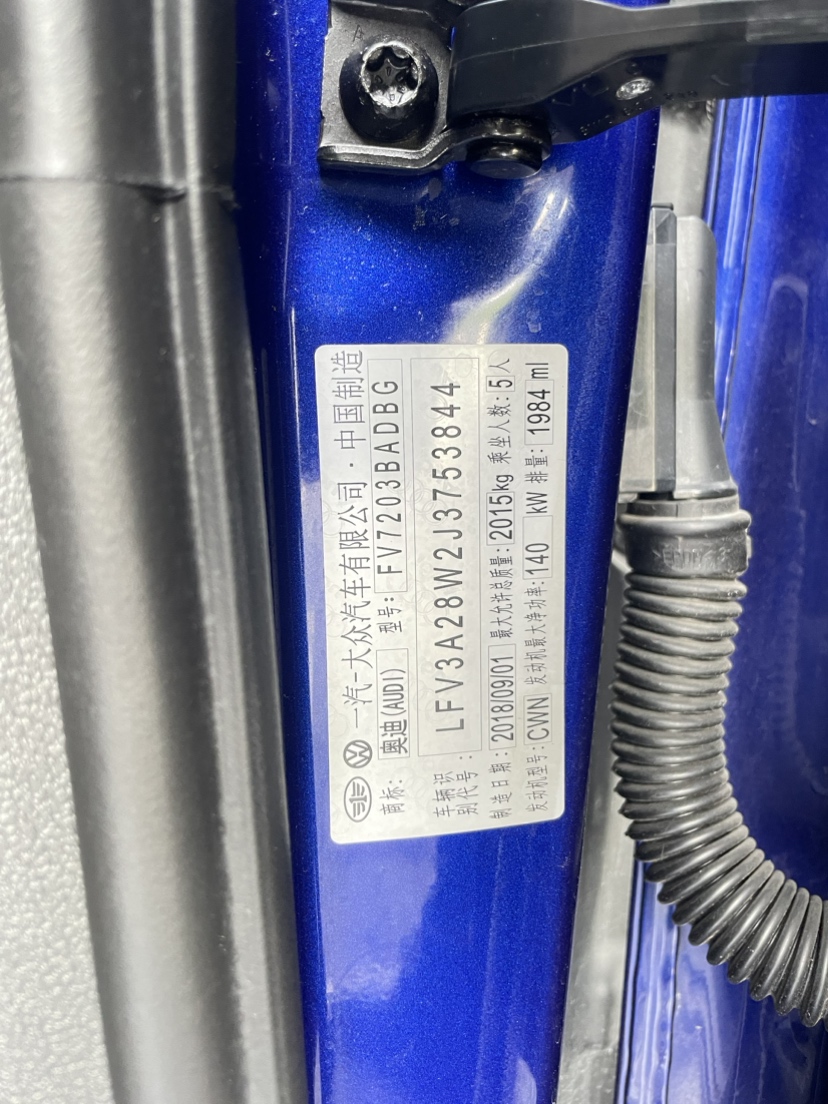 一汽-大众汽车有限公司·中国制造
商标: 奥迪(AUDI) 型号: FV7203BADBG
车辆识
别代号: LFV3A28W2J3753844
制造日期: 2018/09/01 最大允许总质量: 2015kg 乘坐人数: 5人
发动机型号: CWN 发动机最大净功率: 140 kW 排量: 1984 ml